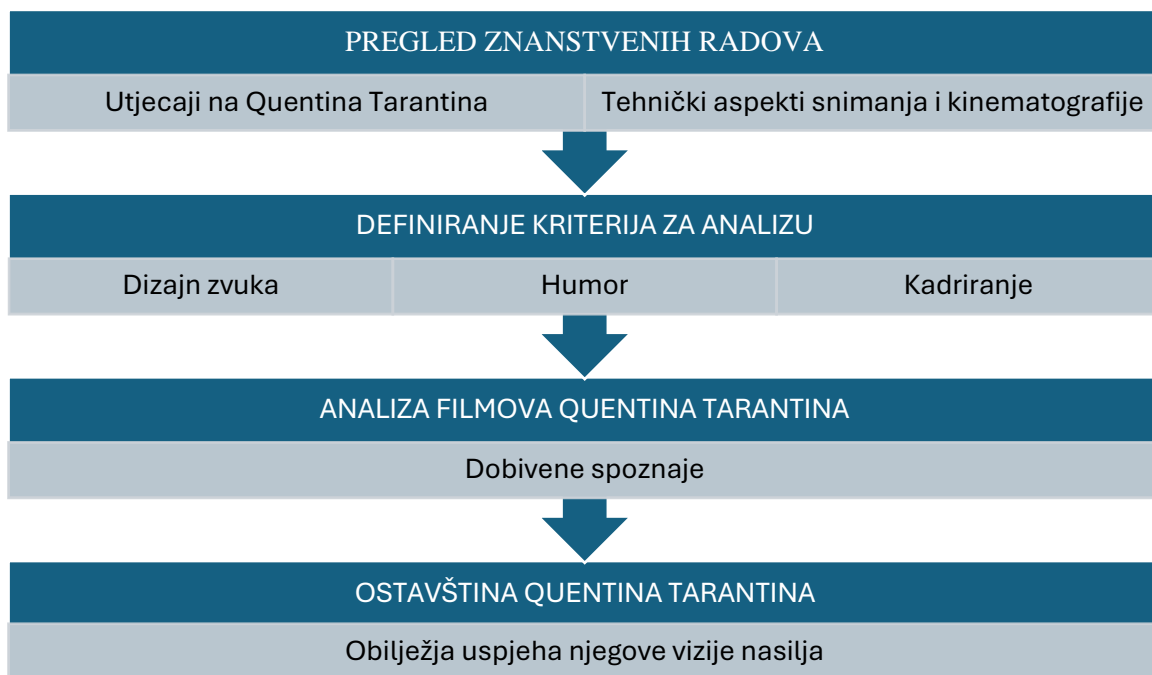 PREGLED ZNANSTVENIH RADOVA
Utjecaji na Quentina Tarantina
Tehnički aspekti snimanja i kinematografije
DEFINIRANJE KRITERIJA ZA ANALIZU
Dizajn zvuka
Humor
Kadriranje
ANALIZA FILMOVA QUENTINA TARANTINA
Dobivene spoznaje
OSTAVŠTINA QUENTINA TARANTINA
Obilježja uspjeha njegove vizije nasilja